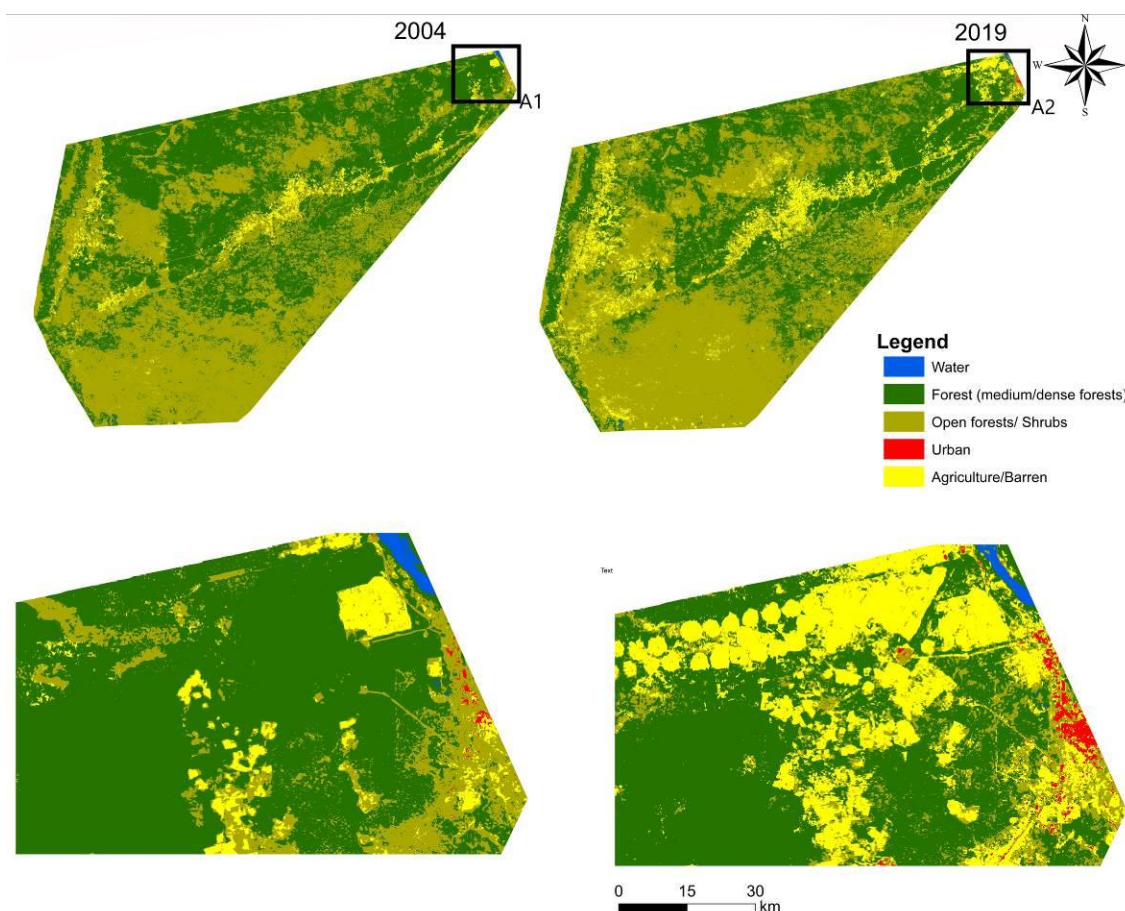 2004
2019
N
W
S
A1
A2
Legend
Water
Forest (medium/dense forests)
Open forests/ Shrubs
Urban
Agriculture/Barren
Text
0 15 30
km